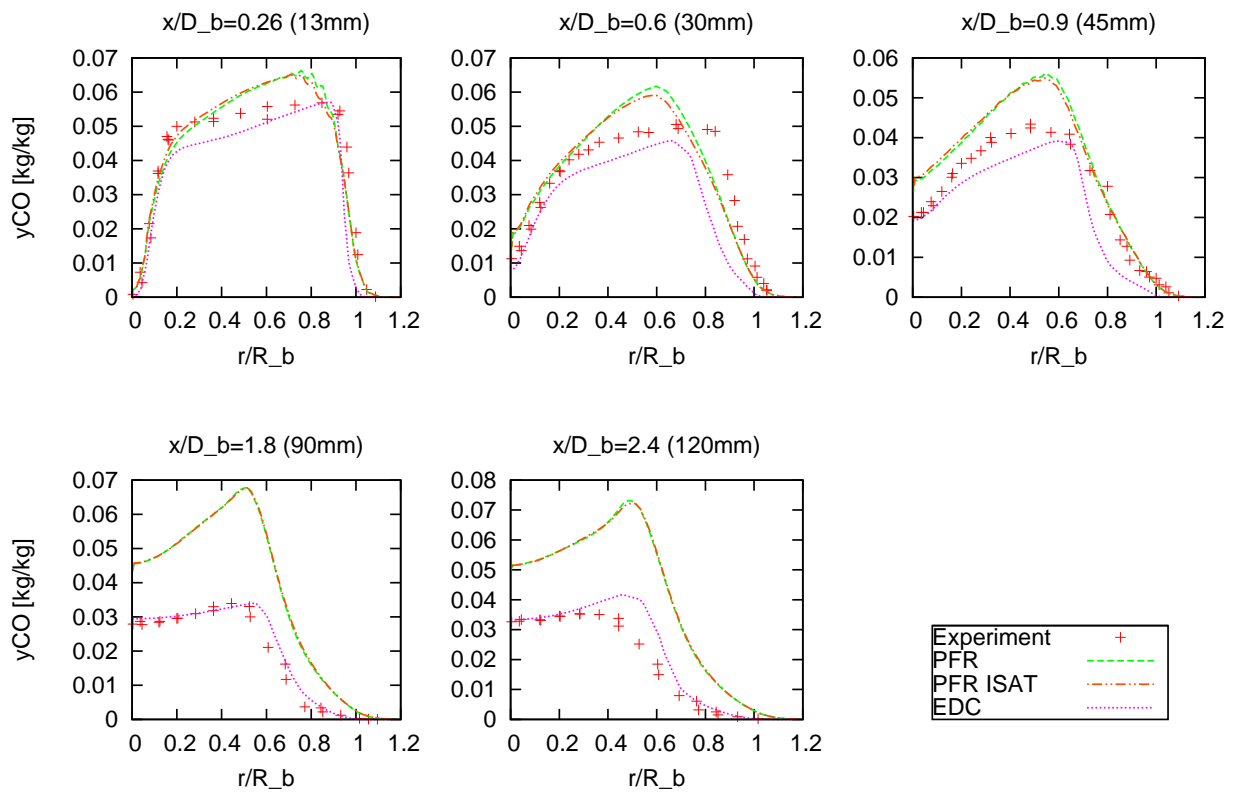 x/D_b=0.26 (13mm)
yCO [kg/kg]
0.07
0.06
0.05
0.04
0.03
0.02
0.01
0
0 0.2 0.4 0.6 0.8 1 1.2
r/R_b
x/D_b=0.6 (30mm)
0.07
0.06
0.05
0.04
0.03
0.02
0.01
0
0 0.2 0.4 0.6 0.8 1 1.2
r/R_b
x/D_b=0.9 (45mm)
0.06
0.05
0.04
0.03
0.02
0.01
0
0 0.2 0.4 0.6 0.8 1 1.2
r/R_b
x/D_b=1.8 (90mm)
yCO [kg/kg]
0.07
0.06
0.05
0.04
0.03
0.02
0.01
0
0 0.2 0.4 0.6 0.8 1 1.2
r/R_b
x/D_b=2.4 (120mm)
0.08
0.07
0.06
0.05
0.04
0.03
0.02
0.01
0
0 0.2 0.4 0.6 0.8 1 1.2
r/R_b
Experiment
PFR
PFR ISAT
EDC